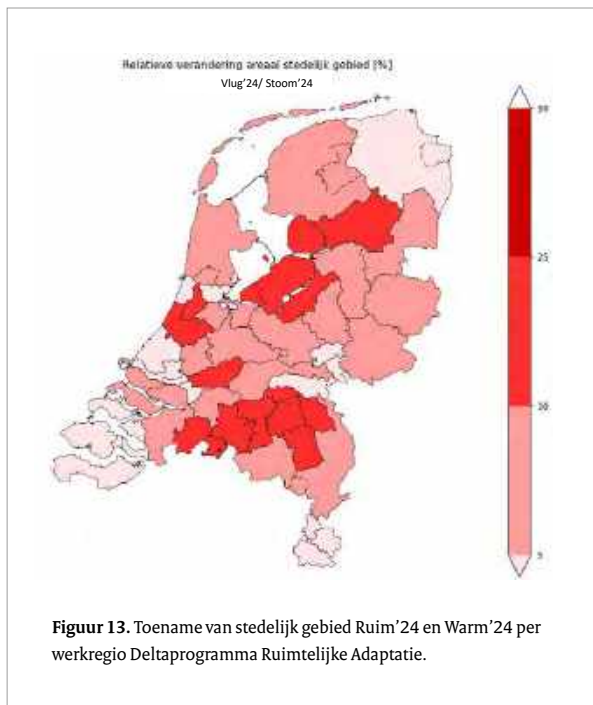 Relatieve verandering areaal stedelijk gebied [%]
Vlug'24/ Stoom'24
25
10
5
Figuur 13. Toename van stedelijk gebied Ruim'24 en Warm'24 per
werkregio Deltaprogramma Ruimtelijke Adaptatie.